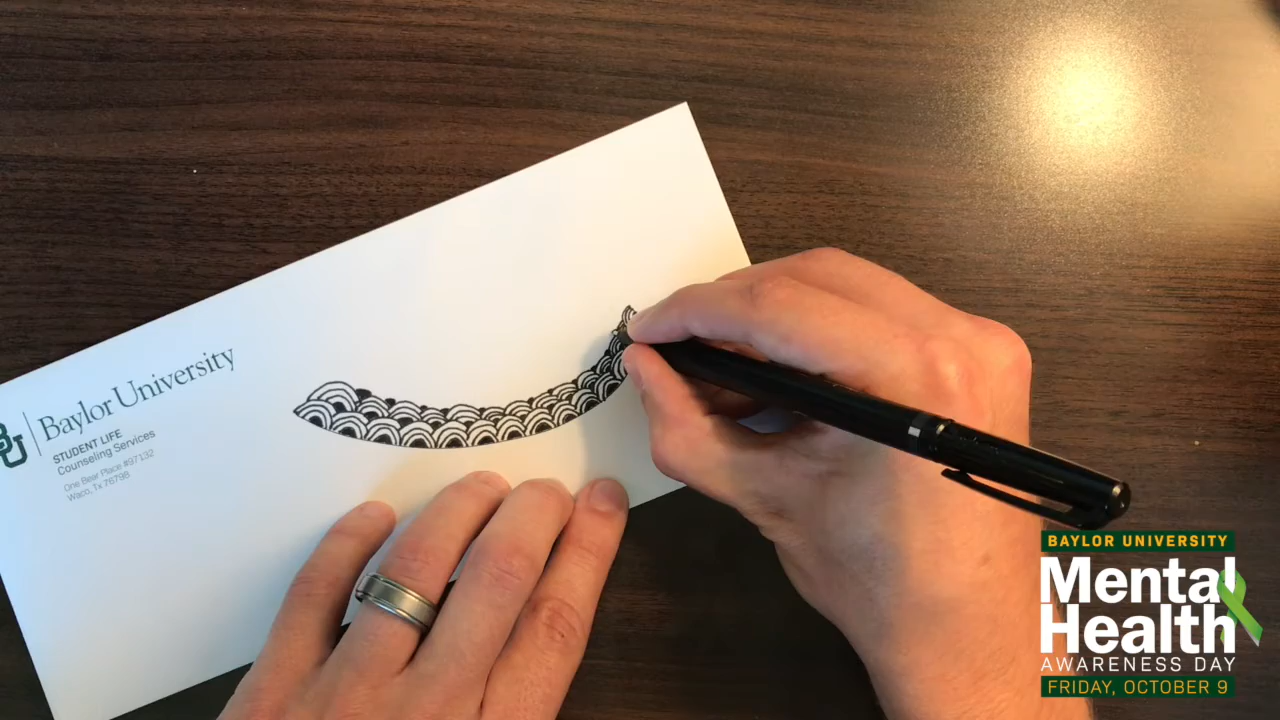 BU
Baylor University
STUDENT LIFE
Counseling Services
One Bear Place #97132
Waco, Tx 76798
BAYLOR UNIVERSITY
Mental
Health
AWARENESS DAY
FRIDAY, OCTOBER 9